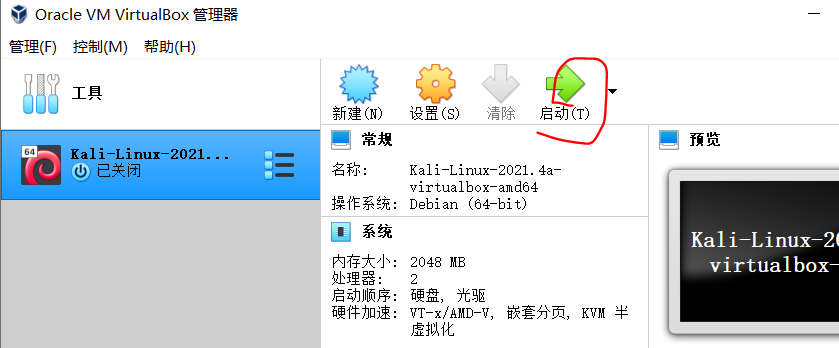 Oracle VM VirtualBox 管理器
管理(F) 控制(M) 帮助(H)
工具
新建(N) 设置(S) 清除 启动(T)
64
Kali-Linux-2021...
已关闭
常规
名称: Kali-Linux-2021.4a-
virtualbox-amd64
操作系统: Debian (64-bit)
系统
内存大小: 2048 MB
处理器: 2
启动顺序: 硬盘, 光驱
硬件加速: VT-x/AMD-V, 嵌套分页, KVM 半
虚拟化
预览
Kali-Linux-20
virtualbox-